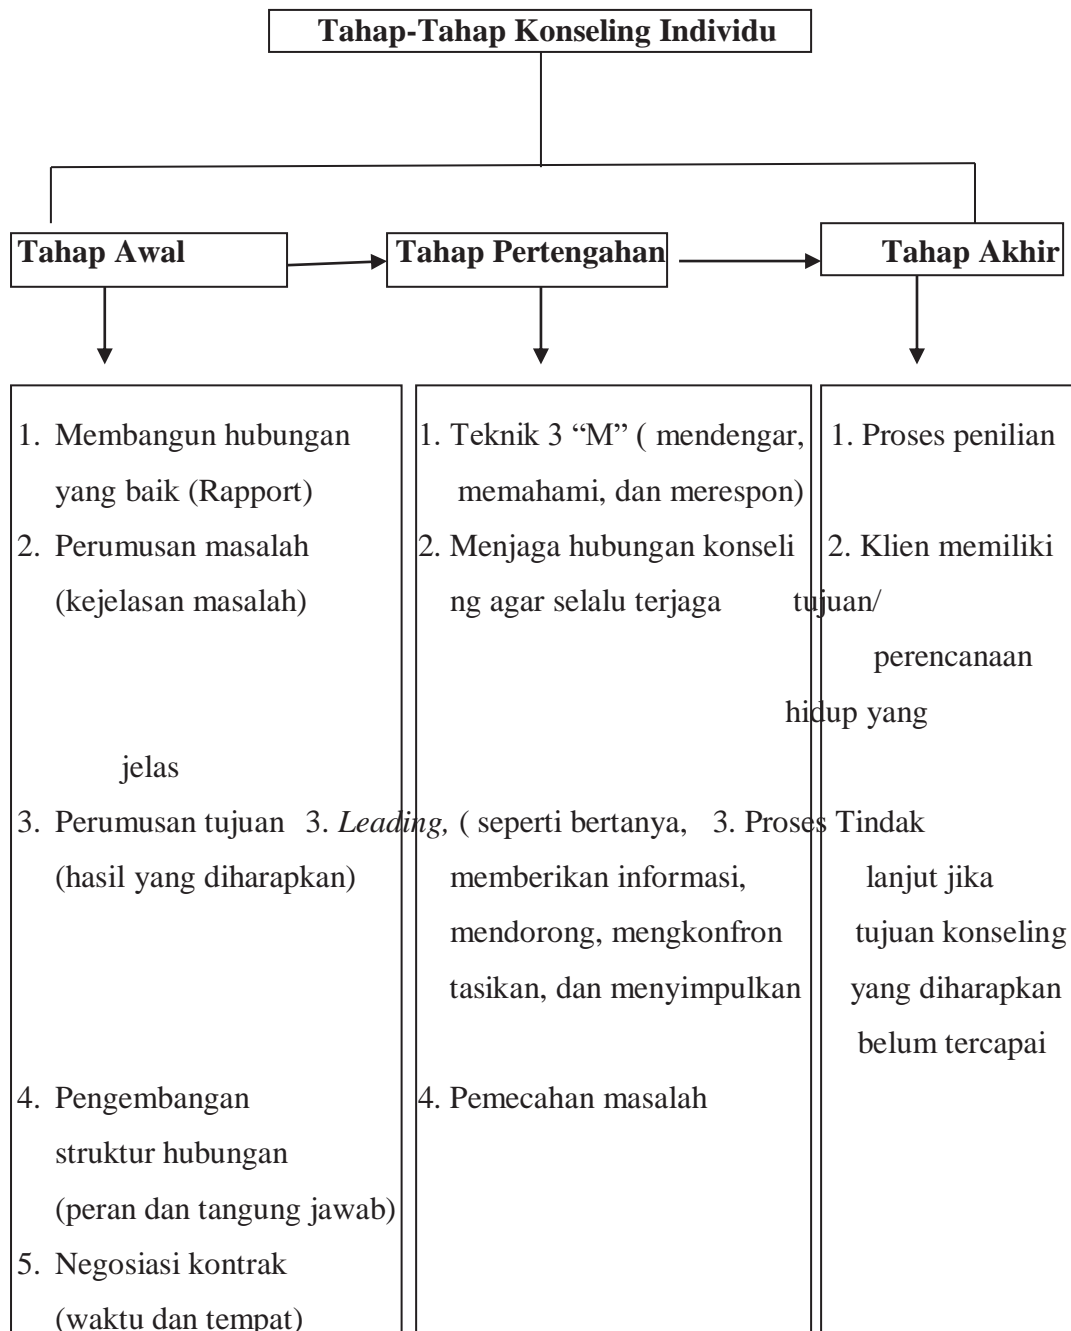 Tahap-Tahap Konseling Individu
Tahap Awal
Tahap Pertengahan
Tahap Akhir
1. Membangun hubungan
yang baik (Rapport)
2. Perumusan masalah
(kejelasan masalah)
jelas
3. Perumusan tujuan
(hasil yang diharapkan)
4. Pengembangan
struktur hubungan
(peran dan tangung jawab)
5. Negosiasi kontrak
(waktu dan tempat)
1. Teknik 3 “M” ( mendengar,
memahami, dan merespon)
2. Menjaga hubungan konseli
ng agar selalu terjaga
3. Leading, ( seperti bertanya,
memberikan informasi,
mendorong, mengkonfron
tasikan, dan menyimpulkan
4. Pemecahan masalah
1. Proses penilian
2. Klien memiliki
tujuan/
perencanaan
hidup yang
3. Proses Tindak
lanjut jika
tujuan konseling
yang diharapkan
belum tercapai